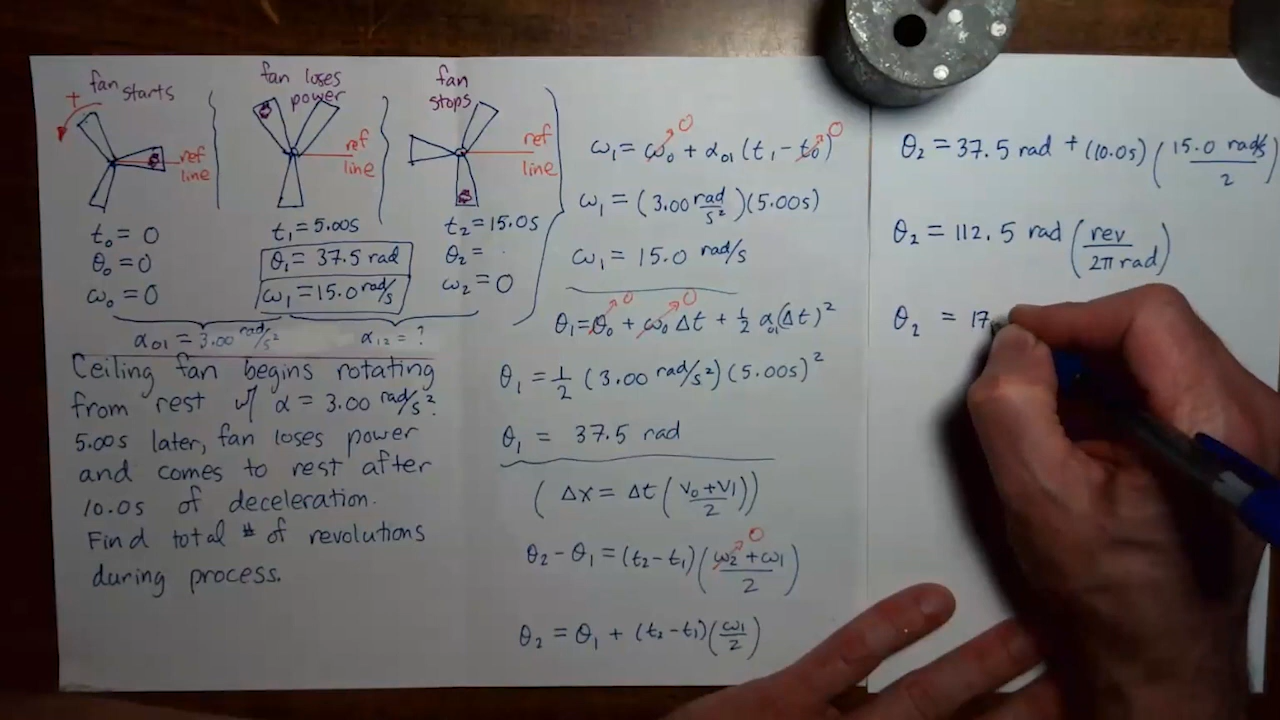 fan starts
+
ref
line
t₀ = 0
θ₀ = 0
ω₀ = 0
α₀₁ = 3.00 rad/s²
fan loses
power
ref
line
t₁ = 5.00s
θ₁ = 37.5 rad
ω₁ = 15.0 rad/s
fan
stops
ref
line
t₂ = 15.0s
θ₂ =
ω₂ = 0
α₁₂ = ?
Ceiling fan begins rotating
from rest w/ α = 3.00 rad/s².
5.00s later, fan loses power
and comes to rest after
10.0s of deceleration.
Find total # of revolutions
during process.
ω₁ = ω₀ 0 + α₀₁ (t₁ - t₀ 0)
ω₁ = (3.00 rad/s²)(5.00s)
ω₁ = 15.0 rad/s
θ₁ = θ₀ 0 + ω₀ 0 Δt + 1/2 α₀₁(Δt)²
θ₁ = 1/2 (3.00 rad/s²)(5.00s)²
θ₁ = 37.5 rad
(Δx = Δt ((v₀+v₁)/2))
θ₂ - θ₁ = (t₂-t₁)((ω₂ 0 + ω₁)/2)
θ₂ = θ₁ + (t₂-t₁)(ω₁/2)
θ₂ = 37.5 rad + (10.0s)(15.0 rad/s / 2)
θ₂ = 112.5 rad (rev / 2π rad)
θ₂ = 17.